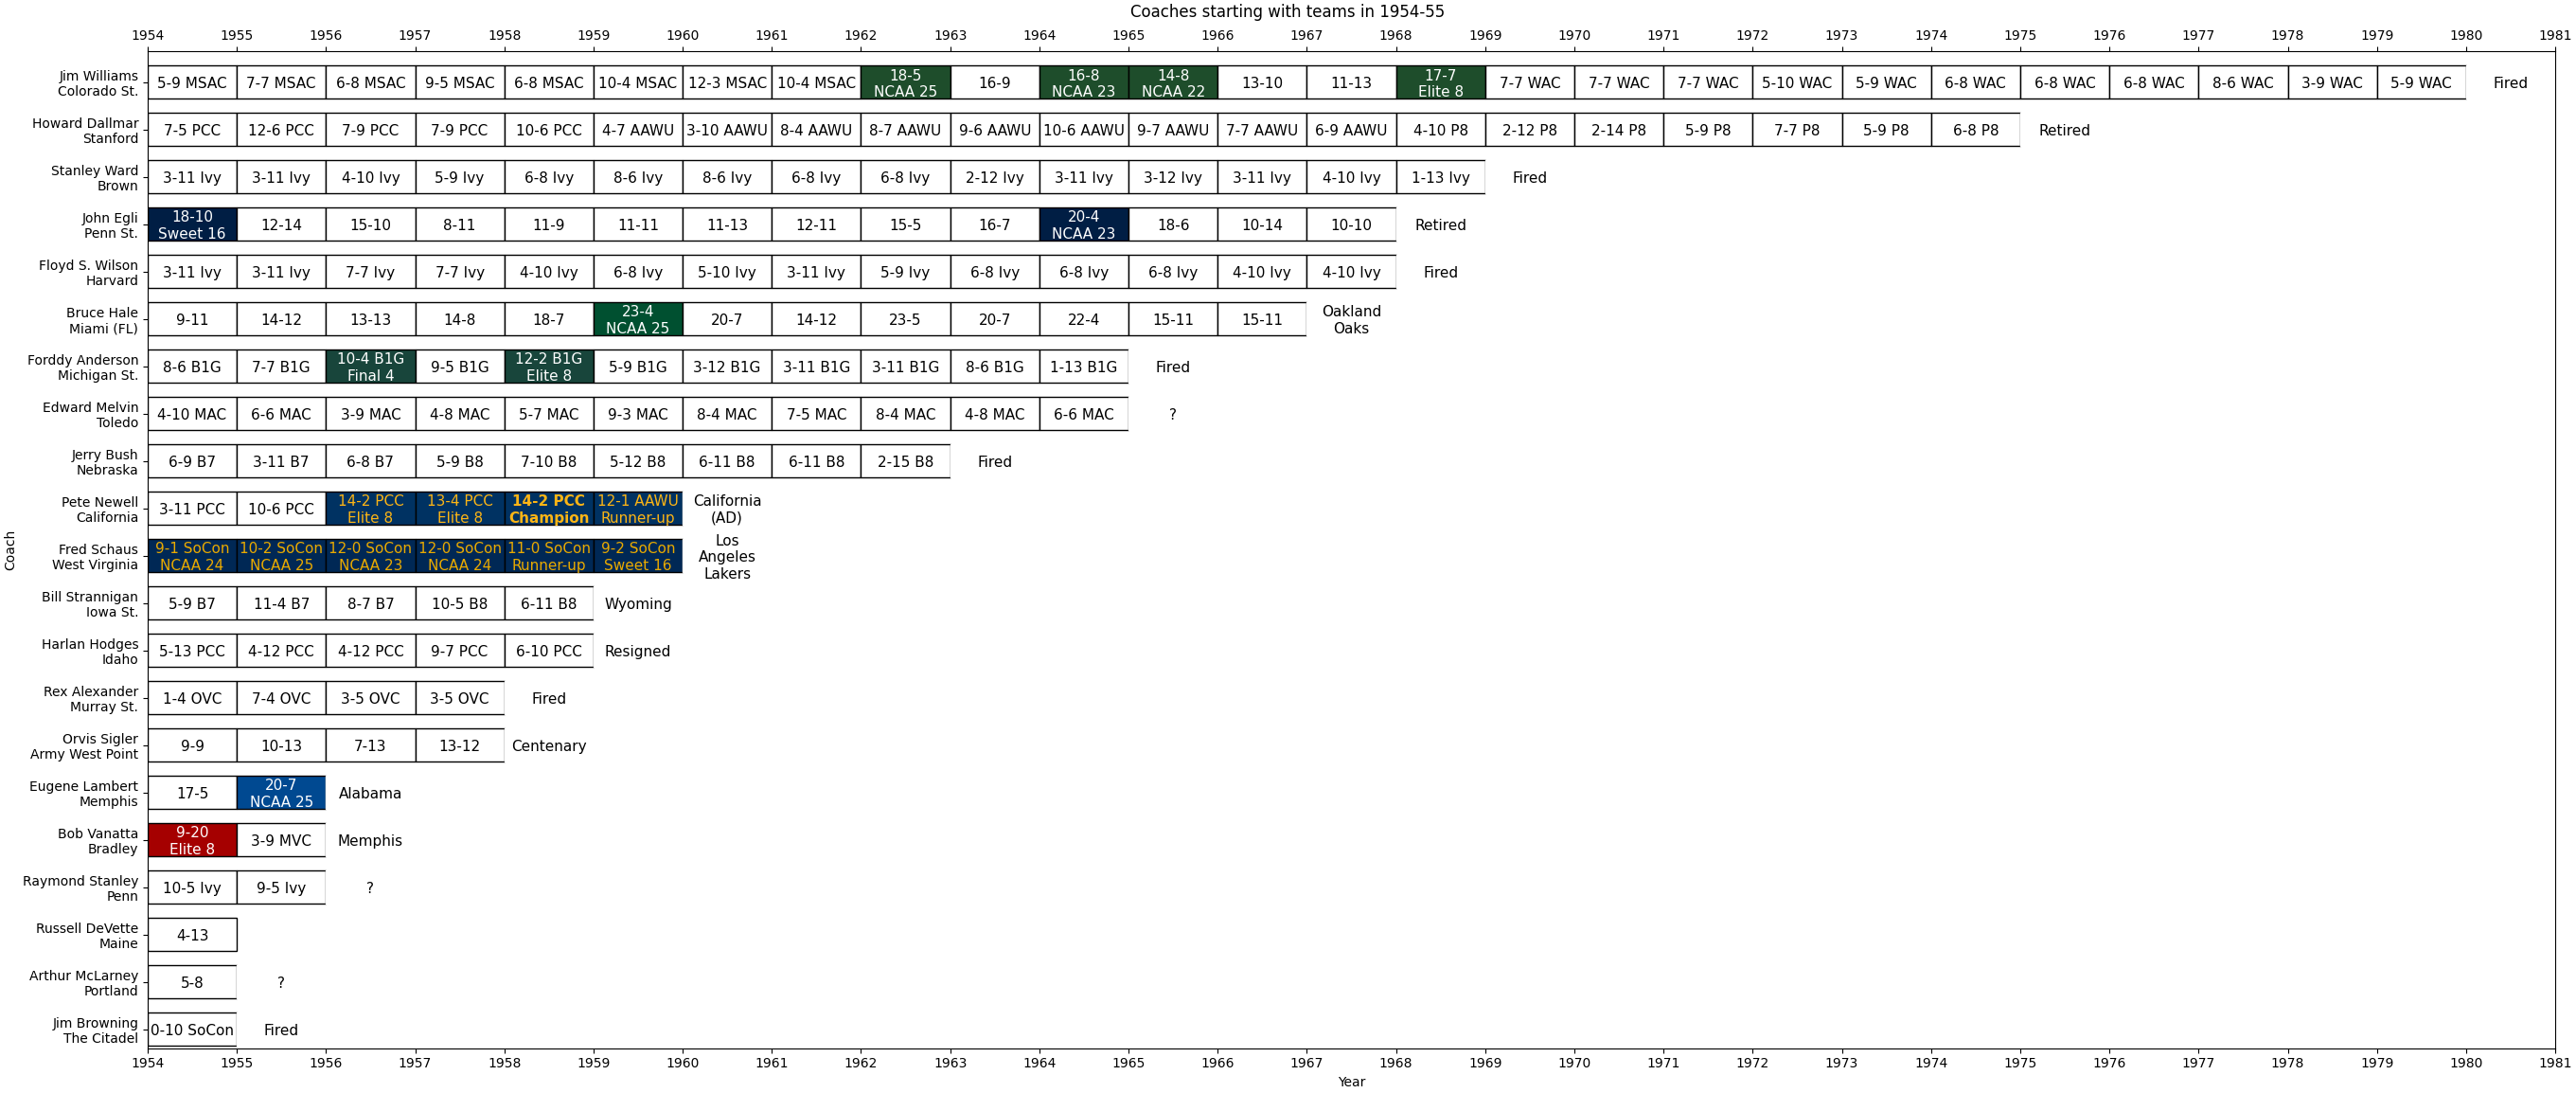 Coaches starting with teams in 1954-55
1954 1955 1956 1957 1958 1959 1960 1961 1962 1963 1964 1965 1966 1967 1968 1969 1970 1971 1972 1973 1974 1975 1976 1977 1978 1979 1980 1981
Jim Williams
Colorado St.
5-9 MSAC
7-7 MSAC
6-8 MSAC
9-5 MSAC
6-8 MSAC
10-4 MSAC
12-3 MSAC
10-4 MSAC
18-5
NCAA 25
16-9
16-8
NCAA 23
14-8
NCAA 22
13-10
11-13
17-7
Elite 8
7-7 WAC
7-7 WAC
7-7 WAC
5-10 WAC
5-9 WAC
6-8 WAC
6-8 WAC
6-8 WAC
8-6 WAC
3-9 WAC
5-9 WAC
Fired
Howard Dallmar
Stanford
7-5 PCC
12-6 PCC
7-9 PCC
7-9 PCC
10-6 PCC
4-7 AAWU
3-10 AAWU
8-4 AAWU
8-7 AAWU
9-6 AAWU
10-6 AAWU
9-7 AAWU
7-7 AAWU
6-9 AAWU
4-10 P8
2-12 P8
2-14 P8
5-9 P8
7-7 P8
5-9 P8
6-8 P8
Retired
Stanley Ward
Brown
3-11 Ivy
3-11 Ivy
4-10 Ivy
5-9 Ivy
6-8 Ivy
8-6 Ivy
8-6 Ivy
6-8 Ivy
6-8 Ivy
2-12 Ivy
3-11 Ivy
3-12 Ivy
3-11 Ivy
4-10 Ivy
1-13 Ivy
Fired
John Egli
Penn St.
18-10
Sweet 16
12-14
15-10
8-11
11-9
11-11
11-13
12-11
15-5
16-7
20-4
NCAA 23
18-6
10-14
10-10
Retired
Floyd S. Wilson
Harvard
3-11 Ivy
3-11 Ivy
7-7 Ivy
7-7 Ivy
4-10 Ivy
6-8 Ivy
5-10 Ivy
3-11 Ivy
5-9 Ivy
6-8 Ivy
6-8 Ivy
6-8 Ivy
4-10 Ivy
4-10 Ivy
Fired
Bruce Hale
Miami (FL)
9-11
14-12
13-13
14-8
18-7
23-4
NCAA 25
20-7
14-12
23-5
20-7
22-4
15-11
15-11
Oakland
Oaks
Forddy Anderson
Michigan St.
8-6 B1G
7-7 B1G
10-4 B1G
Final 4
9-5 B1G
12-2 B1G
Elite 8
5-9 B1G
3-12 B1G
3-11 B1G
3-11 B1G
8-6 B1G
1-13 B1G
Fired
Edward Melvin
Toledo
4-10 MAC
6-6 MAC
3-9 MAC
4-8 MAC
5-7 MAC
9-3 MAC
8-4 MAC
7-5 MAC
8-4 MAC
4-8 MAC
6-6 MAC
?
Jerry Bush
Nebraska
6-9 B7
3-11 B7
6-8 B7
5-9 B8
7-10 B8
5-12 B8
6-11 B8
6-11 B8
2-15 B8
Fired
Pete Newell
California
3-11 PCC
10-6 PCC
14-2 PCC
Elite 8
13-4 PCC
Elite 8
14-2 PCC
Champion
12-1 AAWU
Runner-up
California
(AD)
Fred Schaus
West Virginia
9-1 SoCon
NCAA 24
10-2 SoCon
NCAA 25
12-0 SoCon
NCAA 23
12-0 SoCon
NCAA 24
11-0 SoCon
Runner-up
9-2 SoCon
Sweet 16
Los
Angeles
Lakers
Bill Strannigan
Iowa St.
5-9 B7
11-4 B7
8-7 B7
10-5 B8
6-11 B8
Wyoming
Harlan Hodges
Idaho
5-13 PCC
4-12 PCC
4-12 PCC
9-7 PCC
6-10 PCC
Resigned
Rex Alexander
Murray St.
1-4 OVC
7-4 OVC
3-5 OVC
3-5 OVC
Fired
Orvis Sigler
Army West Point
9-9
10-13
7-13
13-12
Centenary
Eugene Lambert
Memphis
17-5
20-7
NCAA 25
Alabama
Bob Vanatta
Bradley
9-20
Elite 8
3-9 MVC
Memphis
Raymond Stanley
Penn
10-5 Ivy
9-5 Ivy
?
Russell DeVette
Maine
4-13
Arthur McLarney
Portland
5-8
?
Jim Browning
The Citadel
0-10 SoCon
Fired
Coach
1954 1955 1956 1957 1958 1959 1960 1961 1962 1963 1964 1965 1966 1967 1968 1969 1970 1971 1972 1973 1974 1975 1976 1977 1978 1979 1980 1981
Year